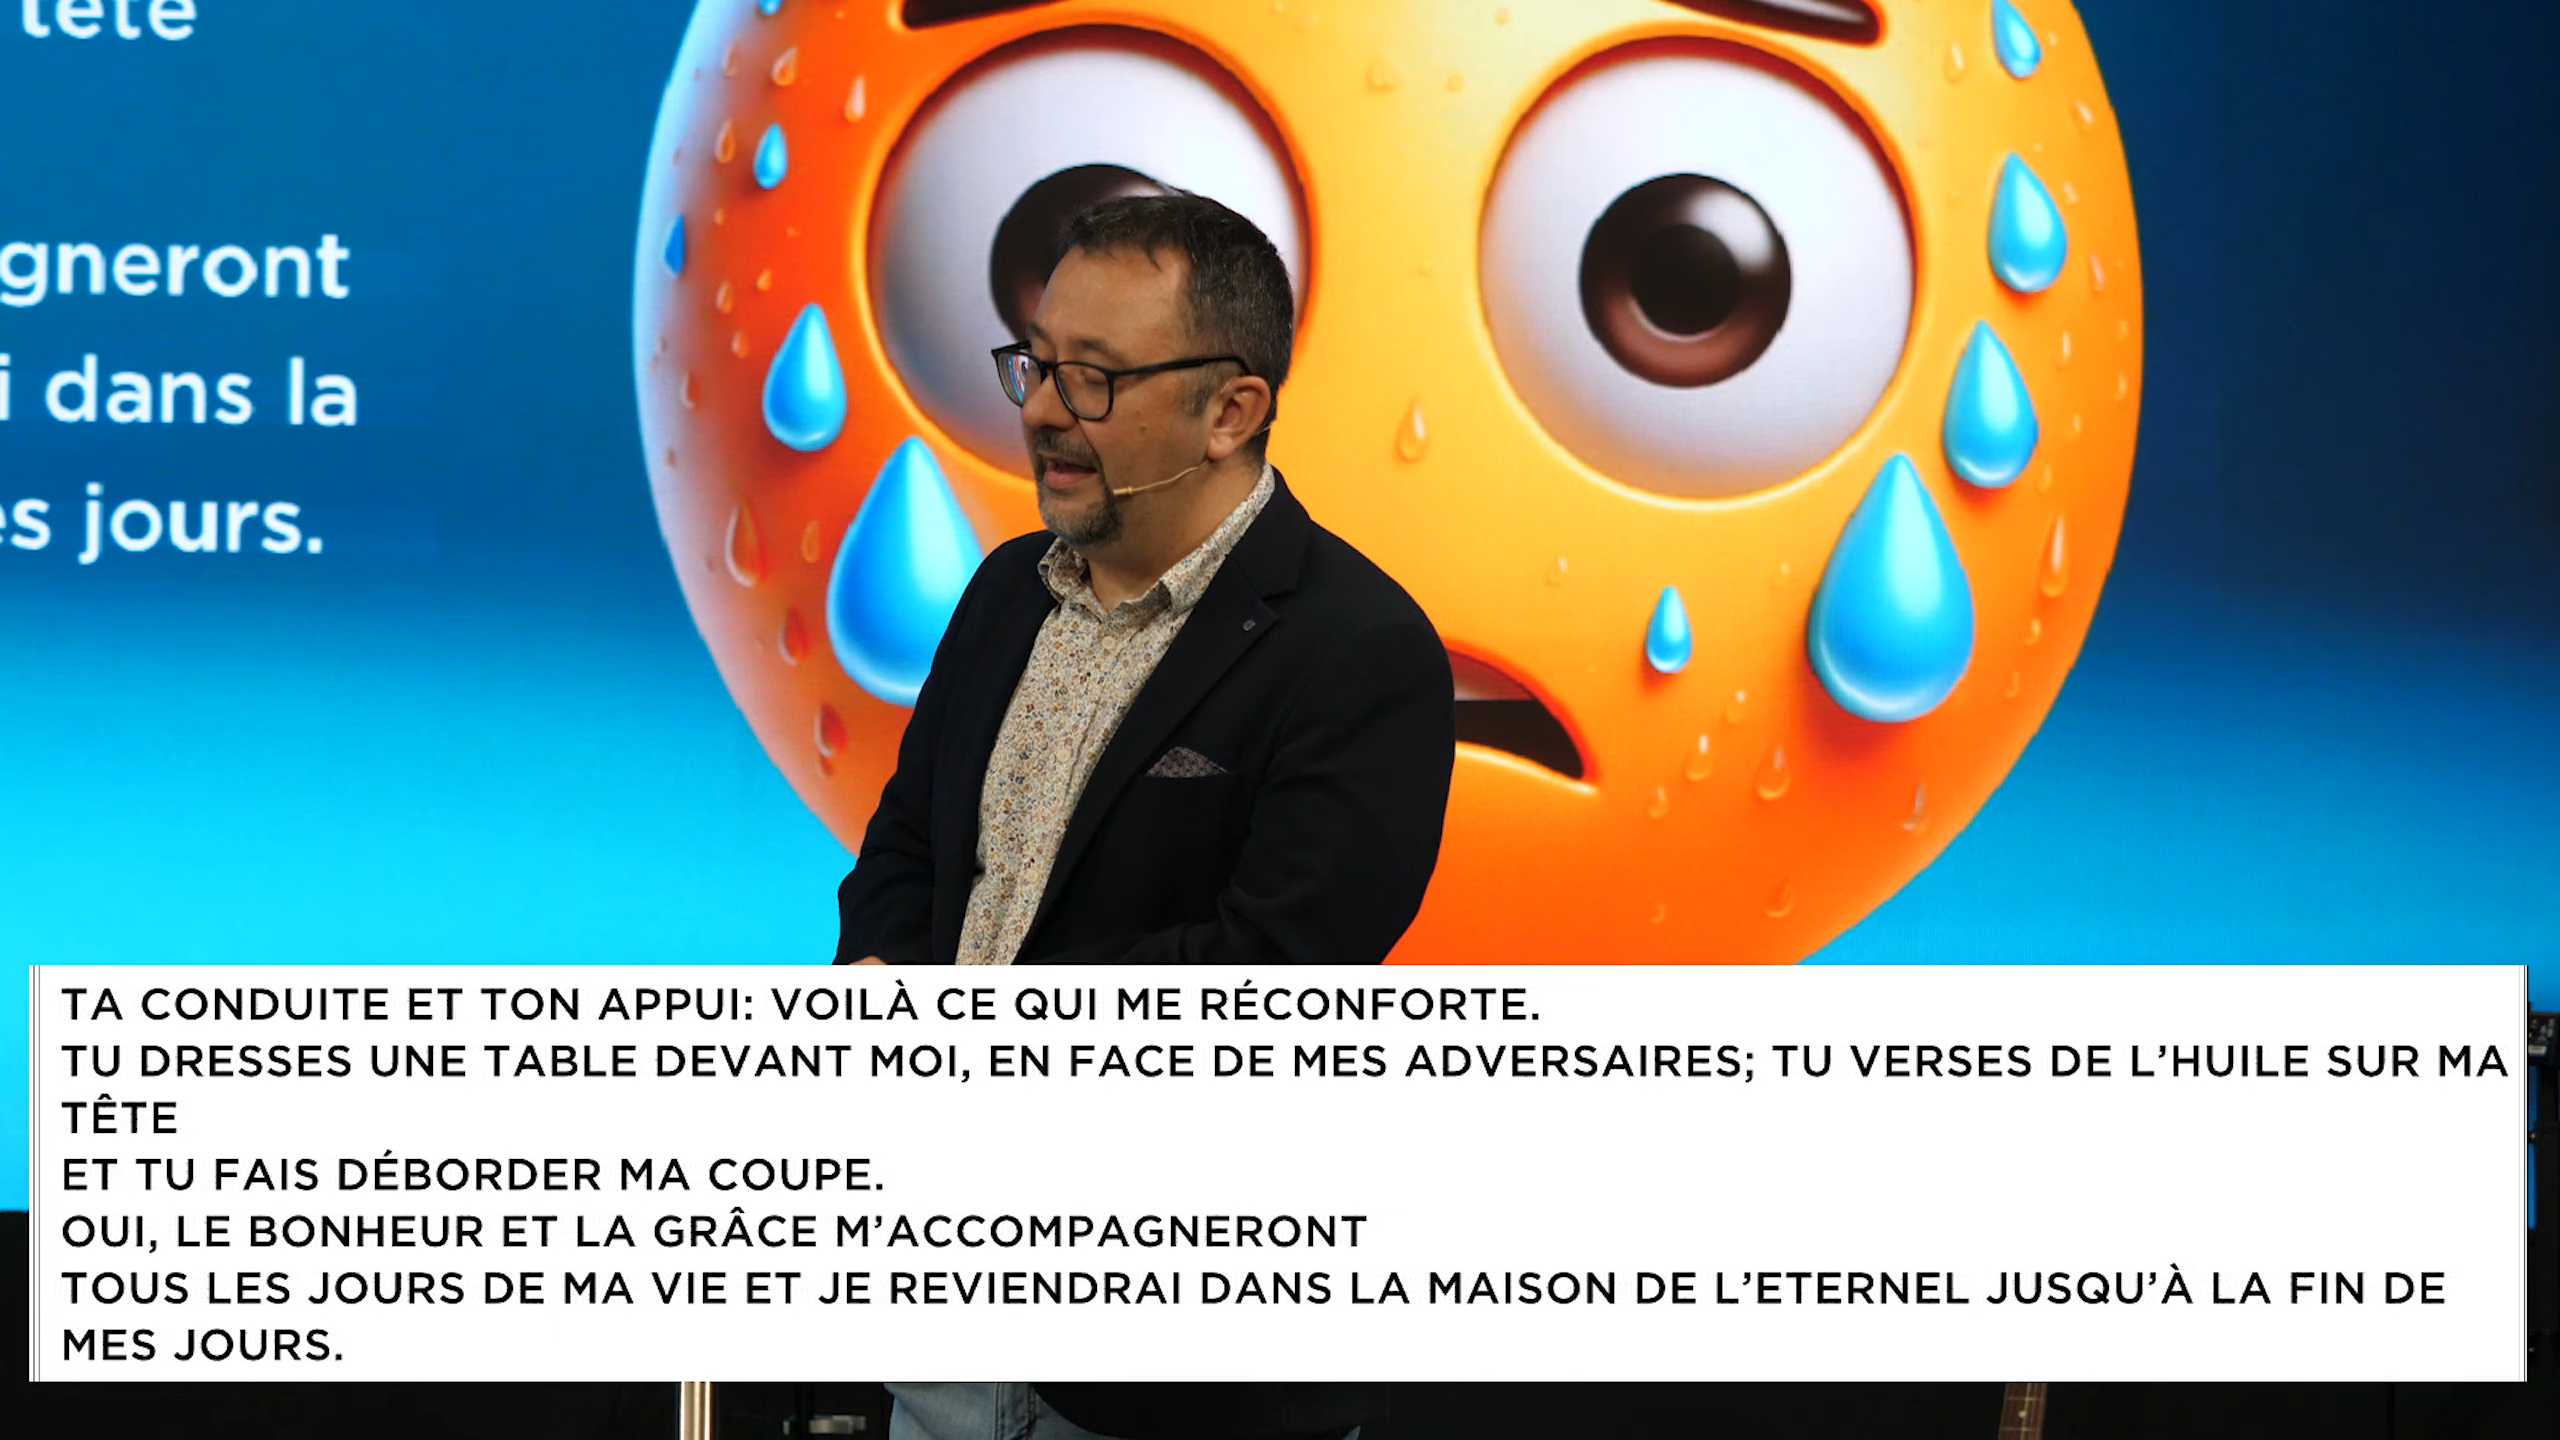 tête
gneront
i dans la
es jours.
TA CONDUITE ET TON APPUI: VOILÀ CE QUI ME RÉCONFORTE.
TU DRESSES UNE TABLE DEVANT MOI, EN FACE DE MES ADVERSAIRES; TU VERSES DE L’HUILE SUR MA
TÊTE
ET TU FAIS DÉBORDER MA COUPE.
OUI, LE BONHEUR ET LA GRÂCE M’ACCOMPAGNERONT
TOUS LES JOURS DE MA VIE ET JE REVIENDRAI DANS LA MAISON DE L’ETERNEL JUSQU’À LA FIN DE
MES JOURS.